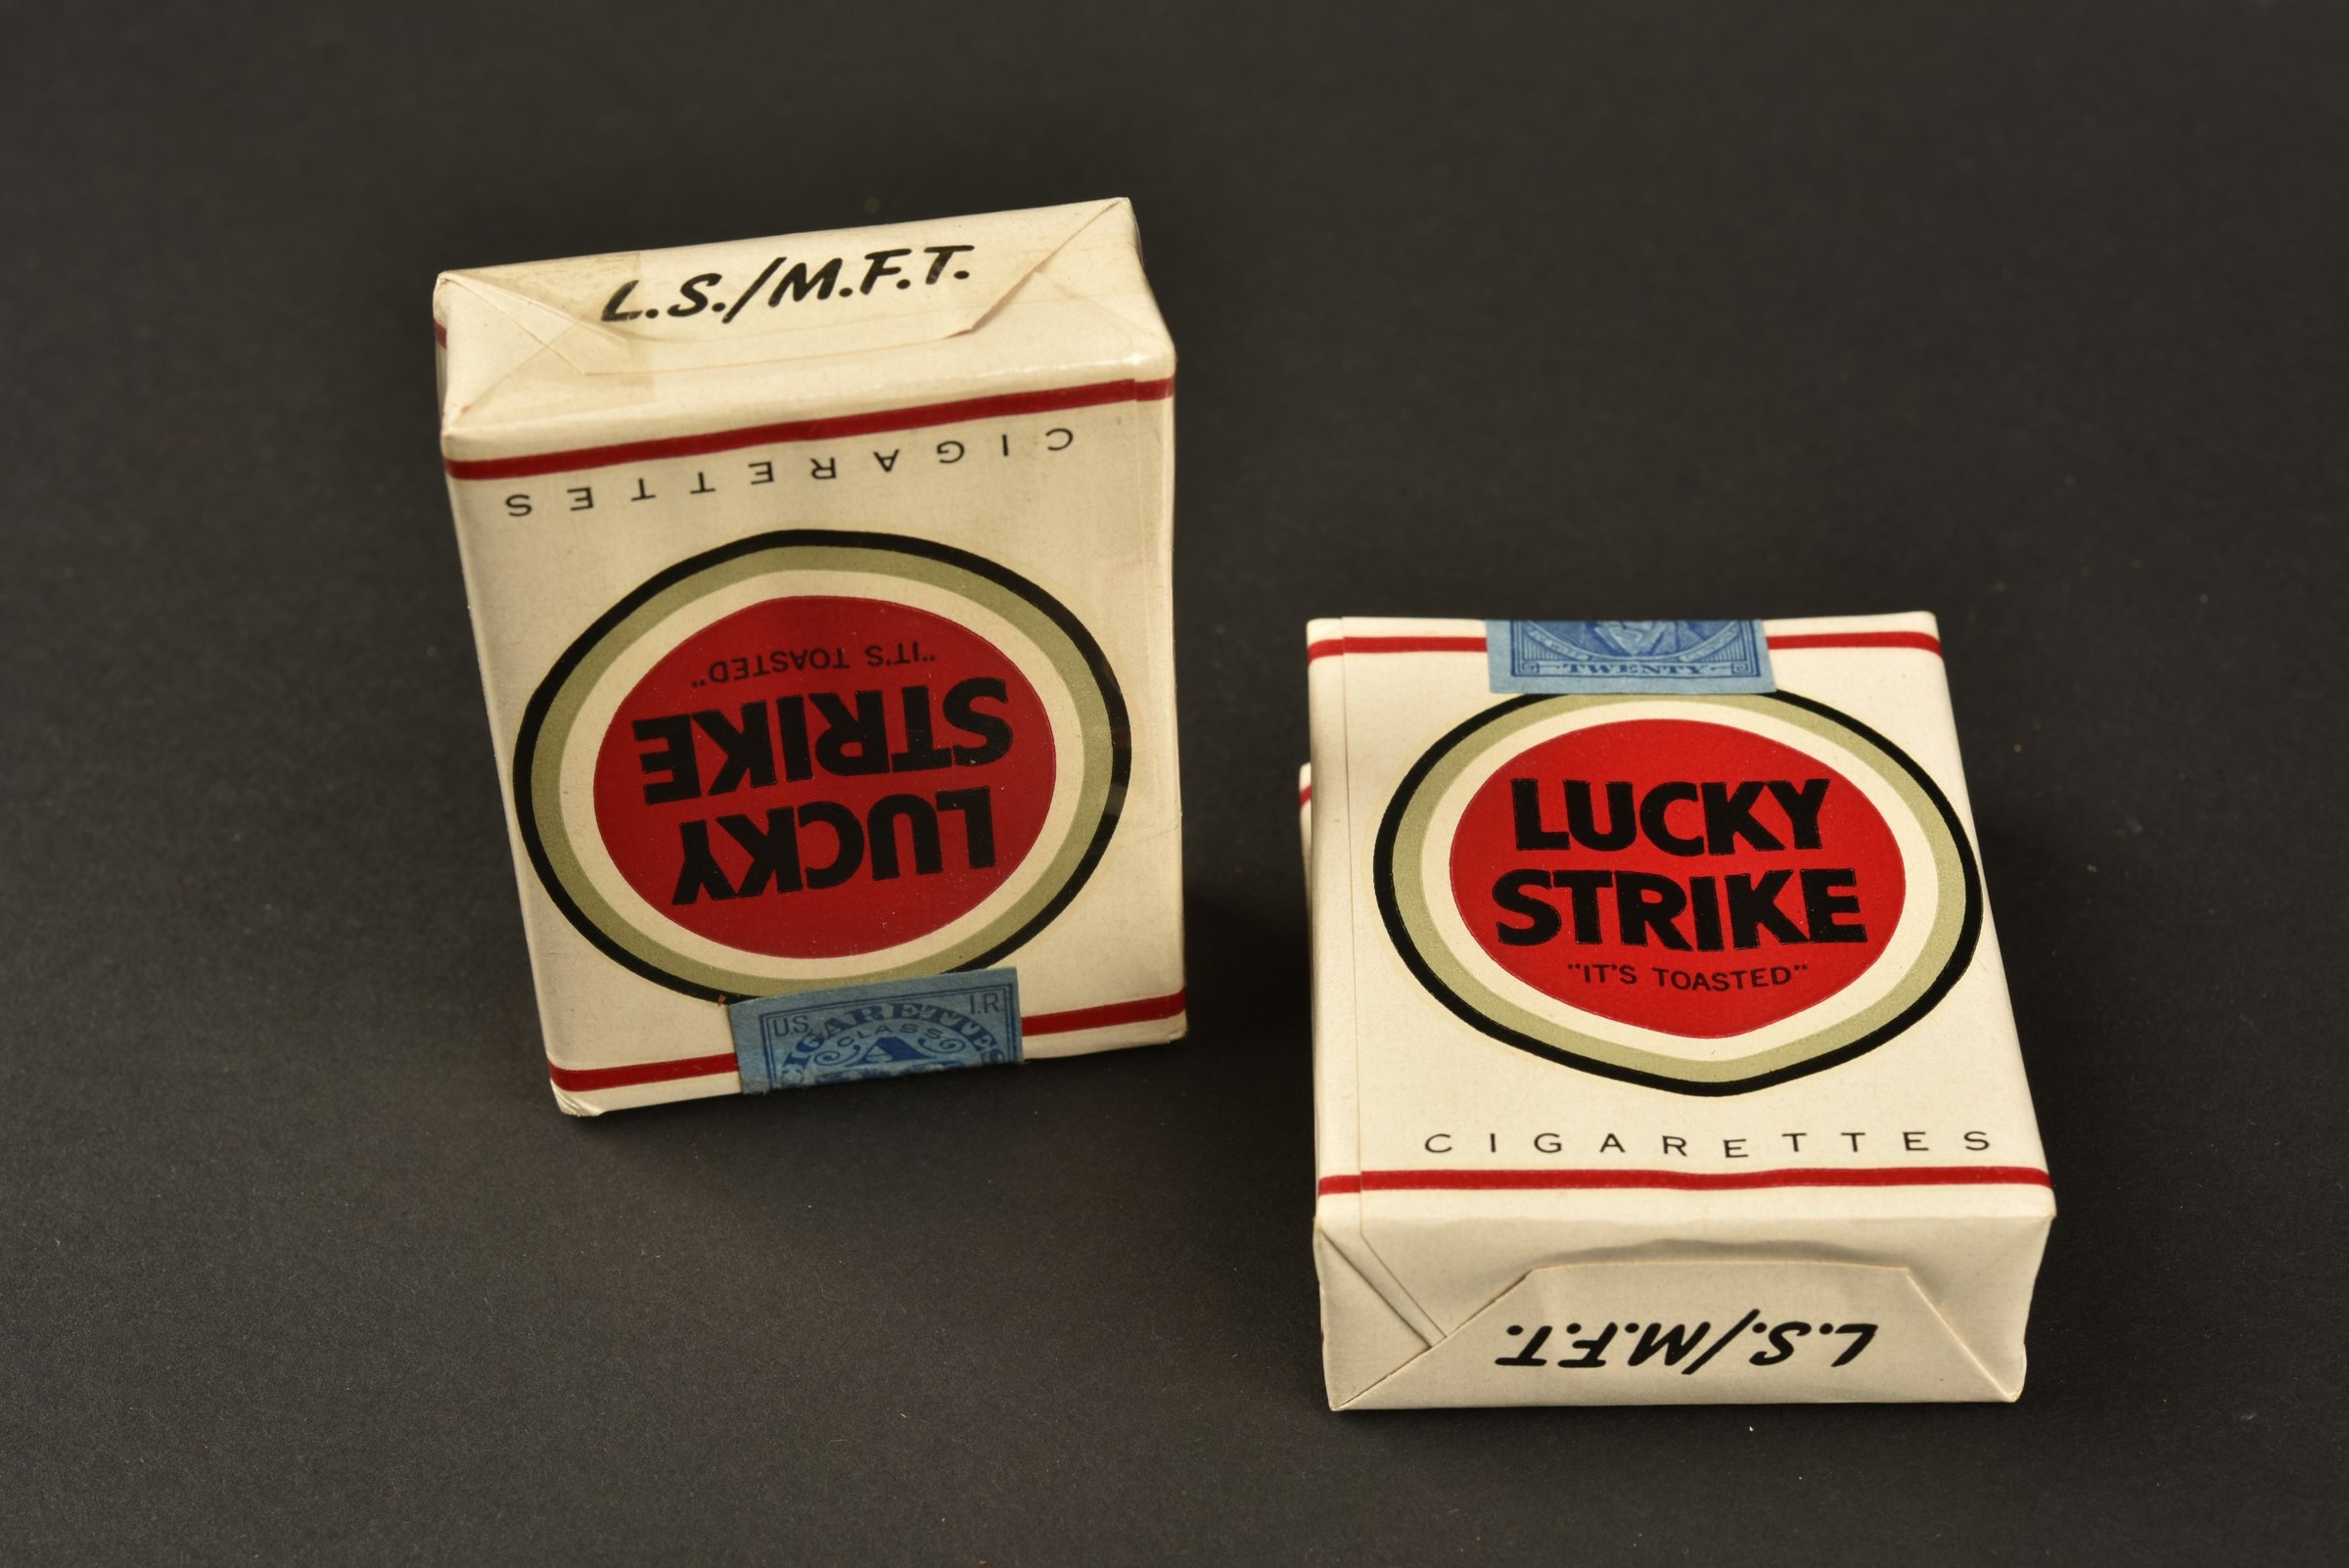 L.S./M.F.T.
CIGARETTES
LUCKY
STRIKE
"IT'S TOASTED"
U.S. I.R.
CIGARETTES
CLASS
A
TWENTY
LUCKY
STRIKE
"IT'S TOASTED"
CIGARETTES
L.S./M.F.T.